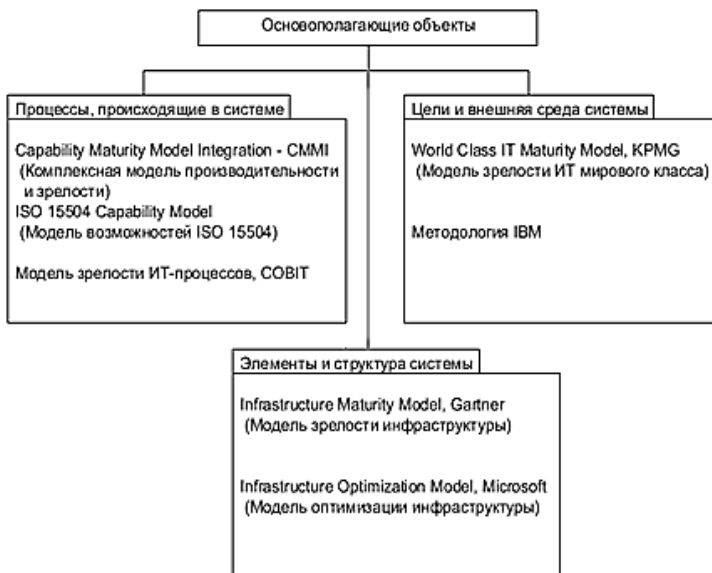 Основополагающие объекты
Процессы, происходящие в системе
Capability Maturity Model Integration - CMMI
(Комплексная модель производительности
и зрелости)
ISO 15504 Capability Model
(Модель возможностей ISO 15504)
Модель зрелости ИТ-процессов, COBIT
Цели и внешняя среда системы
World Class IT Maturity Model, KPMG
(Модель зрелости ИТ мирового класса)
Методология IBM
Элементы и структура системы
Infrastructure Maturity Model, Gartner
(Модель зрелости инфраструктуры)
Infrastructure Optimization Model, Microsoft
(Модель оптимизации инфраструктуры)